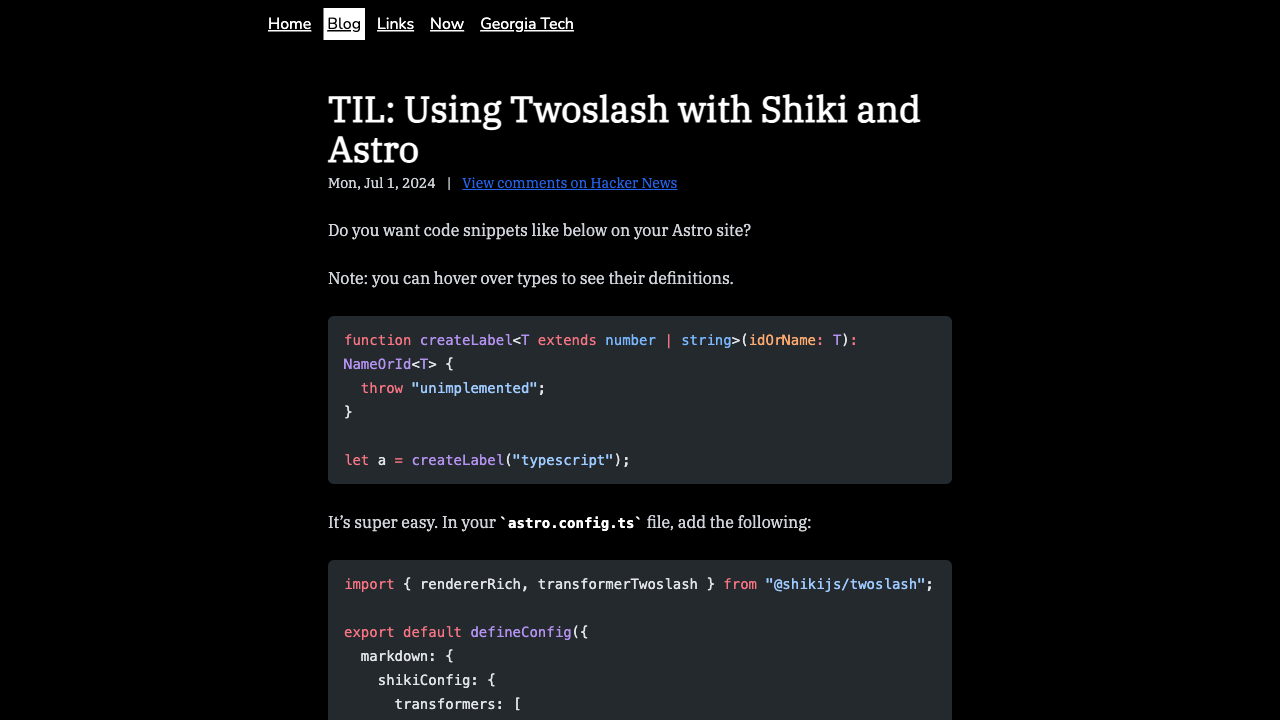 Home Blog Links Now Georgia Tech
TIL: Using Twoslash with Shiki and
Astro
Mon, Jul 1, 2024 | View comments on Hacker News
Do you want code snippets like below on your Astro site?
Note: you can hover over types to see their definitions.
function createLabel<T extends number | string>(idOrName: T):
NameOrId<T> {
  throw "unimplemented";
}
let a = createLabel("typescript");
It’s super easy. In your `astro.config.ts` file, add the following:
import { rendererRich, transformerTwoslash } from "@shikijs/twoslash";
export default defineConfig({
  markdown: {
    shikiConfig: {
      transformers: [